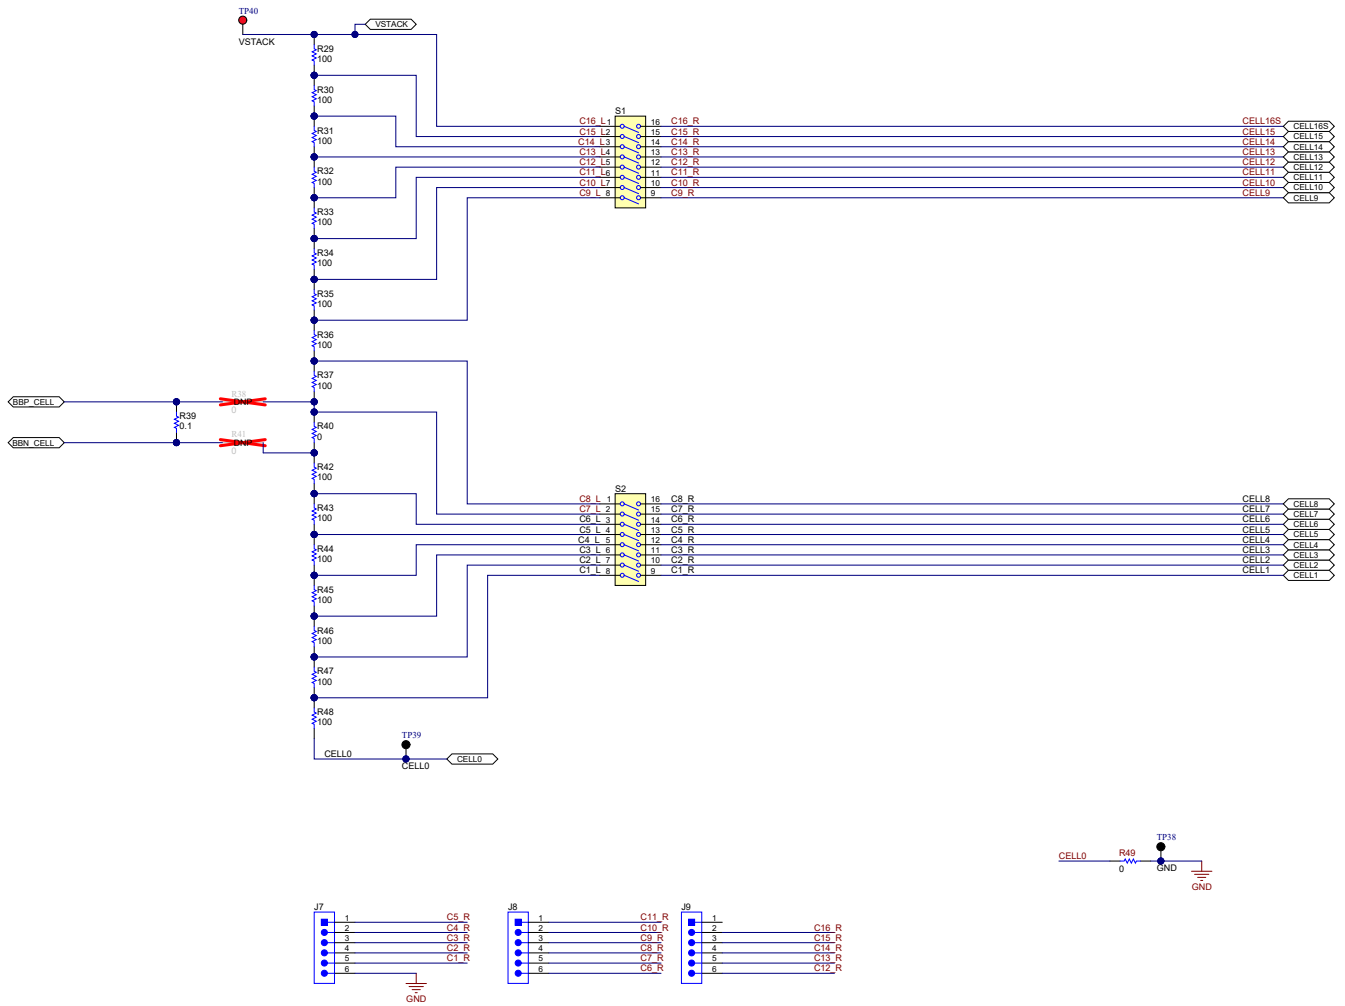 TP40
VSTACK
VSTACK
R29
100
R30
100
R31
100
R32
100
R33
100
R34
100
R35
100
R36
100
R37
100
BBP_CELL
R38
DNP
0
R39
0.1
R40
0
BBN_CELL
R41
DNP
0
R42
100
R43
100
R44
100
R45
100
R46
100
R47
100
R48
100
CELL0
TP39
CELL0
CELL0
S1
C16_L 1 16 C16_R CELL16S CELL16S
C15_L 2 15 C15_R CELL15 CELL15
C14_L 3 14 C14_R CELL14 CELL14
C13_L 4 13 C13_R CELL13 CELL13
C12_L 5 12 C12_R CELL12 CELL12
C11_L 6 11 C11_R CELL11 CELL11
C10_L 7 10 C10_R CELL10 CELL10
C9_L 8 9 C9_R CELL9 CELL9
S2
C8_L 1 16 C8_R CELL8 CELL8
C7_L 2 15 C7_R CELL7 CELL7
C6_L 3 14 C6_R CELL6 CELL6
C5_L 4 13 C5_R CELL5 CELL5
C4_L 5 12 C4_R CELL4 CELL4
C3_L 6 11 C3_R CELL3 CELL3
C2_L 7 10 C2_R CELL2 CELL2
C1_L 8 9 C1_R CELL1 CELL1
TP38
CELL0 R49
0
GND
GND
J7
1 C5_R
2 C4_R
3 C3_R
4 C2_R
5 C1_R
6
GND
J8
1 C11_R
2 C10_R
3 C9_R
4 C8_R
5 C7_R
6 C6_R
J9
1
2 C16_R
3 C15_R
4 C14_R
5 C13_R
6 C12_R